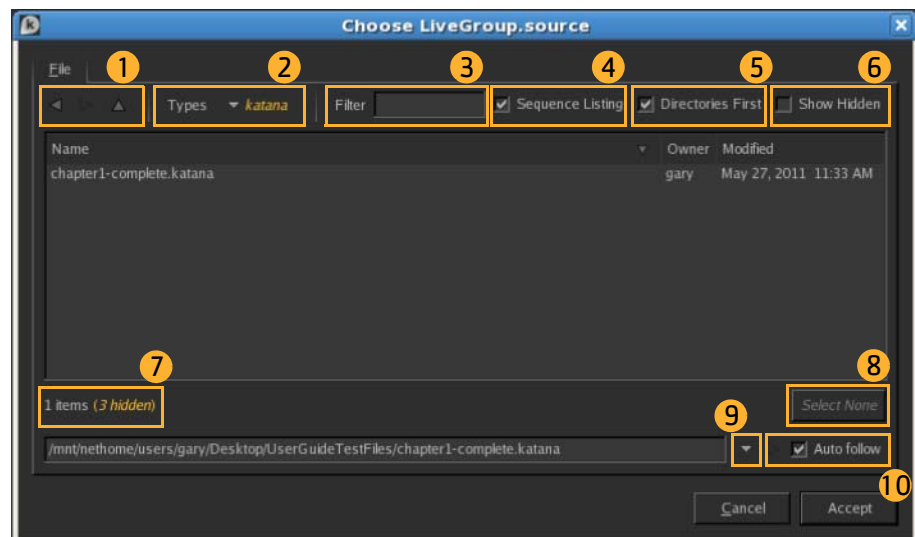 k Choose LiveGroup.source
File
1 2 3 4 5 6
Types katana Filter Sequence Listing Directories First Show Hidden
Name Owner Modified
chapter1-complete.katana gary May 27, 2011 11:33 AM
7 8
1 items (3 hidden) Select None
9
/mnt/nethome/users/gary/Desktop/UserGuideTestFiles/chapter1-complete.katana Auto follow
10
Cancel Accept